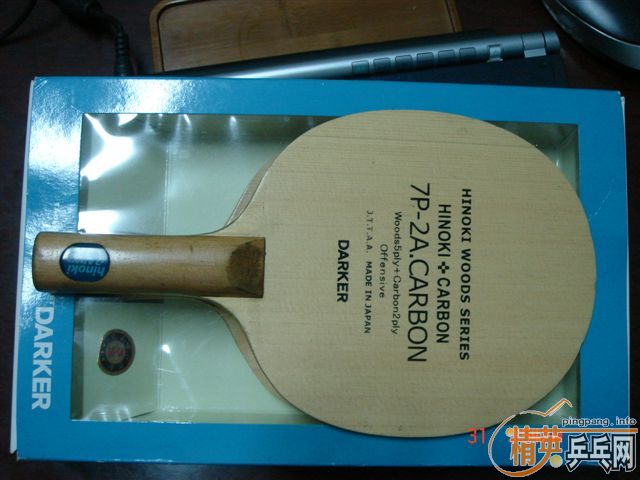 HINOKI WOODS SERIES
HINOKI CARBON
7P-2A.CARBON
Woods5ply+Carbon2ply
Offensive
J.T.T.A.A. MADE IN JAPAN
DARKER
hinoki
DARKER
31
pingpang.info
精英乒乓网